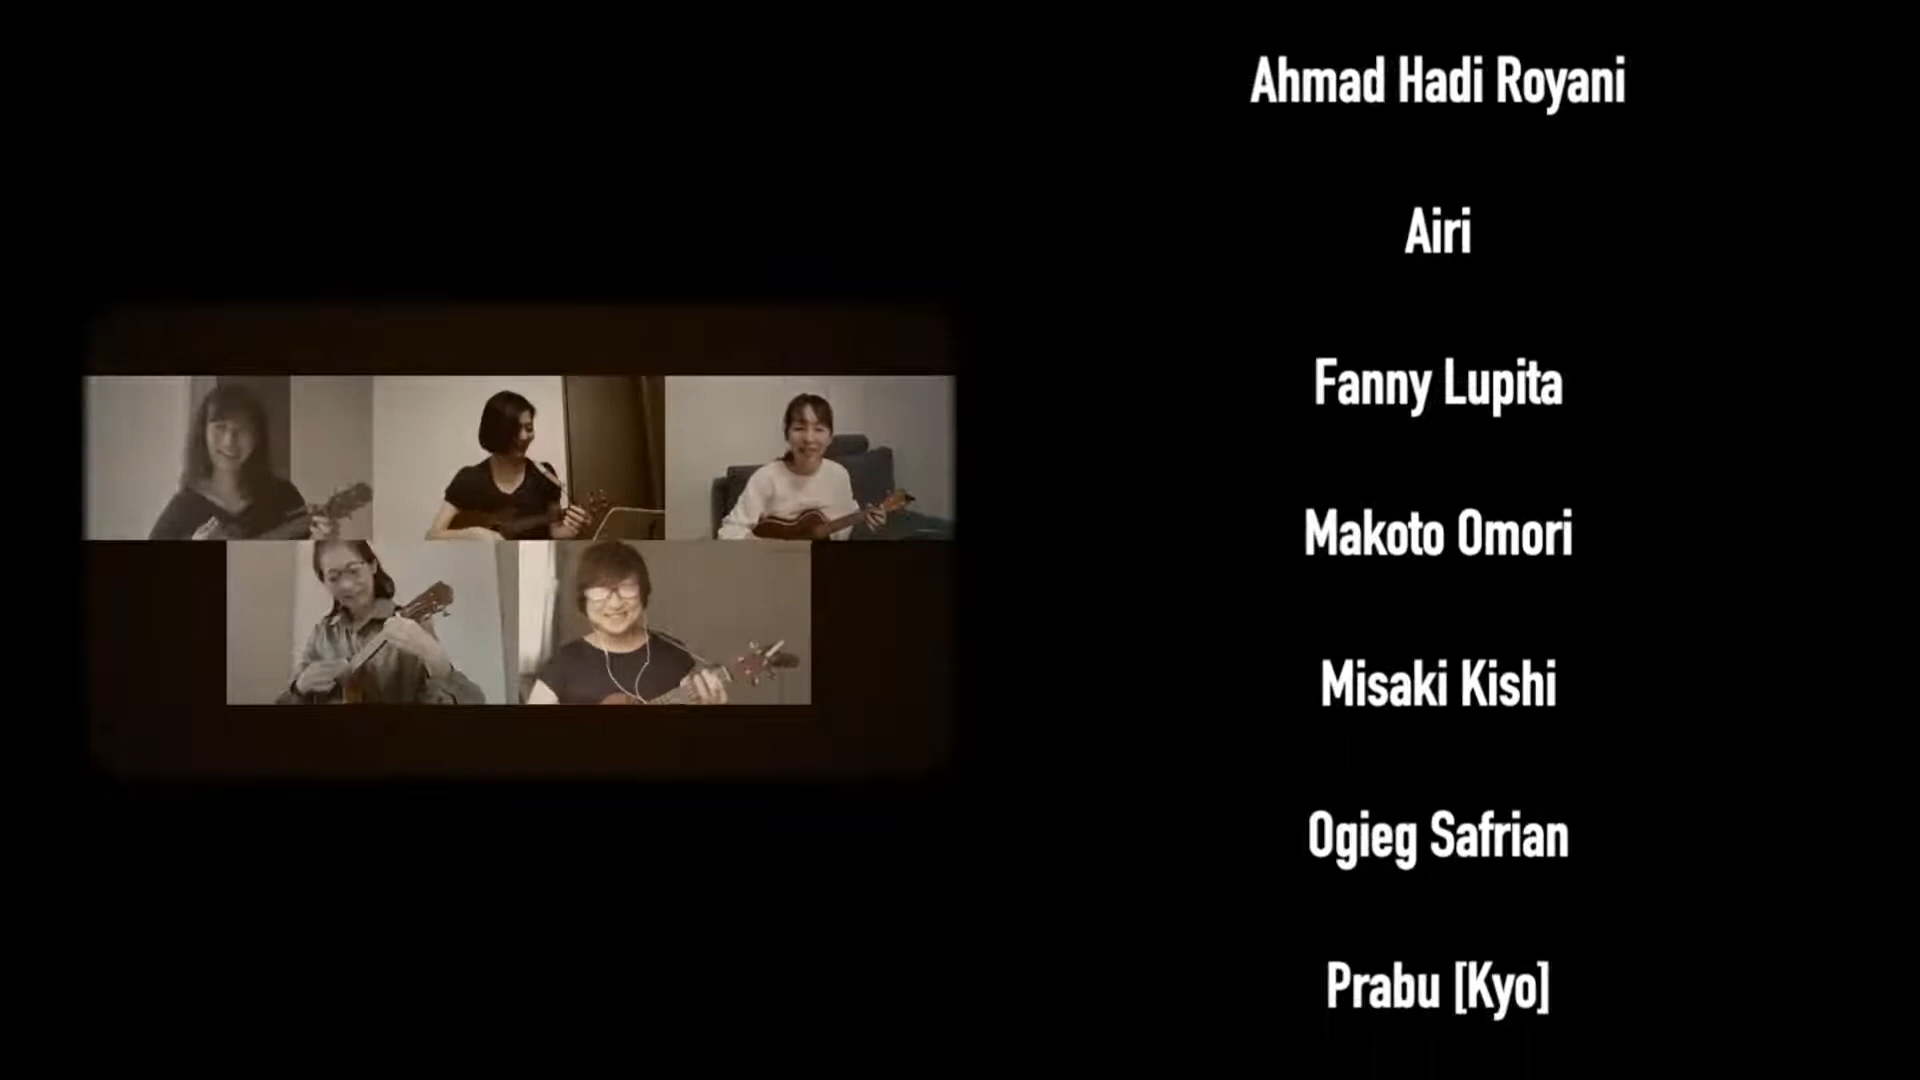 Ahmad Hadi Royani
Airi
Fanny Lupita
Makoto Omori
Misaki Kishi
Ogieg Safrian
Prabu [Kyo]